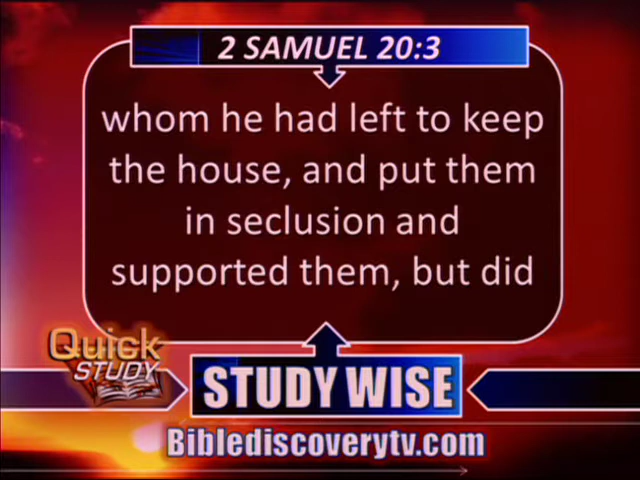 2 SAMUEL 20:3
whom he had left to keep
the house, and put them
in seclusion and
supported them, but did
Quick
STUDY
STUDY WISE
Biblediscoverytv.com